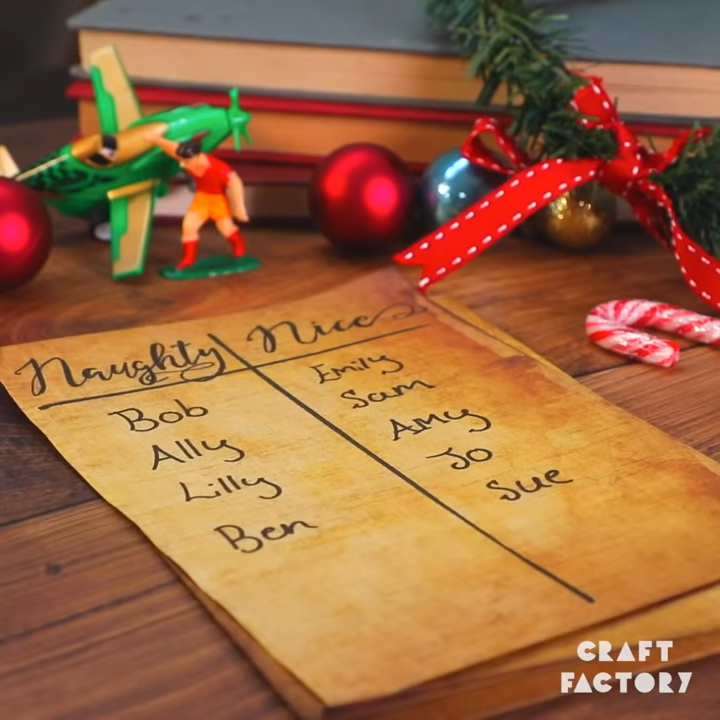 Naughty Nice
Bob
Ally
Lilly
Ben
Emily
Sam
Amy
Jo
Sue
CRAFT
FACTORY